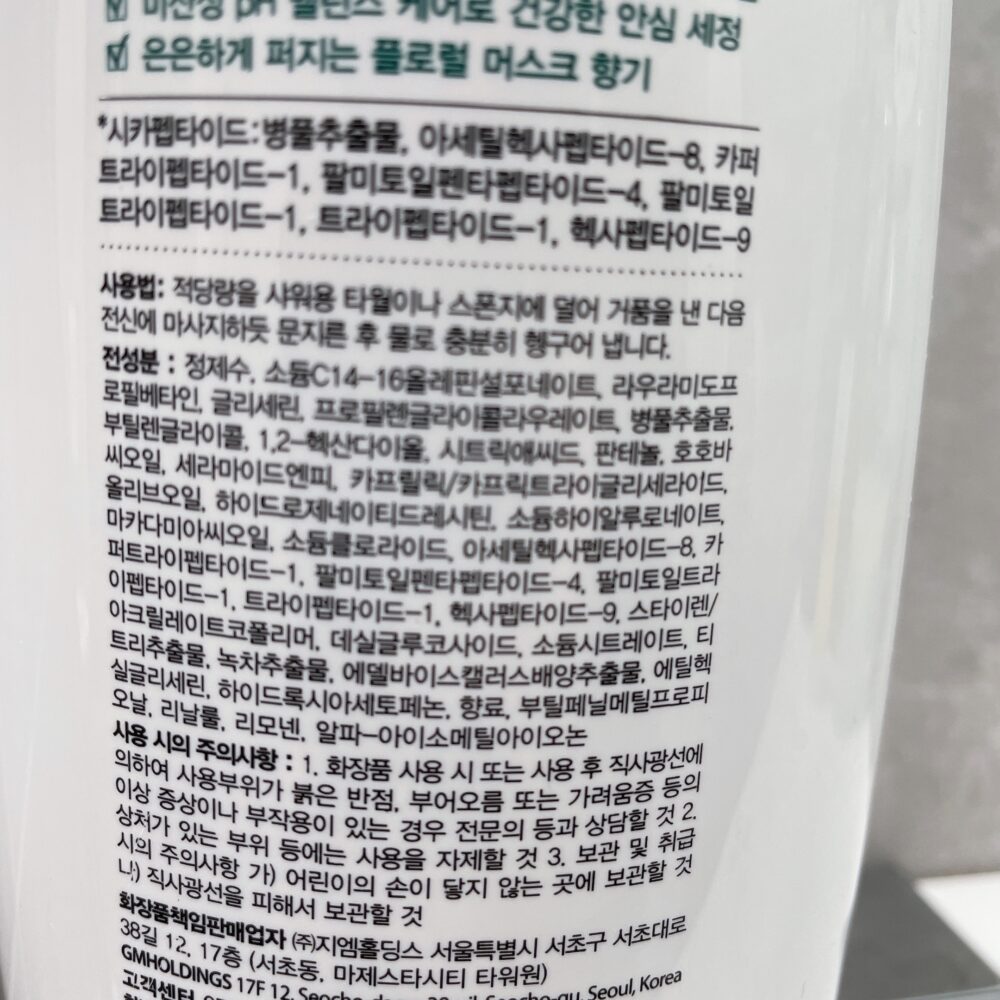 미산성 pH 밸런스 케어로 건강한 안심 세정
은은하게 퍼지는 플로럴 머스크 향기
*시카펩타이드:병풀추출물, 아세틸헥사펩타이드-8, 카퍼
트라이펩타이드-1, 팔미토일펜타펩타이드-4, 팔미토일
트라이펩타이드-1, 트라이펩타이드-1, 헥사펩타이드-9
사용법: 적당량을 샤워용 타월이나 스폰지에 덜어 거품을 낸 다음
전신에 마사지하듯 문지른 후 물로 충분히 헹구어 냅니다.
전성분 : 정제수, 소듐C14-16올레핀설포네이트, 라우라미도프
로필베타인, 글리세린, 프로필렌글라이콜라우레이트, 병풀추출물,
부틸렌글라이콜, 1,2-헥산다이올, 시트릭애씨드, 판테놀, 호호바
씨오일, 세라마이드엔피, 카프릴릭/카프릭트라이글리세라이드,
올리브오일, 하이드로제네이티드레시틴, 소듐하이알루로네이트,
마카다미아씨오일, 소듐클로라이드, 아세틸헥사펩타이드-8, 카
퍼트라이펩타이드-1, 팔미토일펜타펩타이드-4, 팔미토일트라
이펩타이드-1, 트라이펩타이드-1, 헥사펩타이드-9, 스타이렌/
아크릴레이트코폴리머, 데실글루코사이드, 소듐시트레이트, 티
트리추출물, 녹차추출물, 에델바이스캘러스배양추출물, 에틸헥
실글리세린, 하이드록시아세토페논, 향료, 부틸페닐메틸프로피
오날, 리날룰, 리모넨, 알파-아이소메틸아이오논
사용 시의 주의사항 : 1. 화장품 사용 시 또는 사용 후 직사광선에
의하여 사용부위가 붉은 반점, 부어오름 또는 가려움증 등의
이상 증상이나 부작용이 있는 경우 전문의 등과 상담할 것 2.
상처가 있는 부위 등에는 사용을 자제할 것 3. 보관 및 취급
시의 주의사항 가) 어린이의 손이 닿지 않는 곳에 보관할 것
나) 직사광선을 피해서 보관할 것
화장품책임판매업자 ㈜지엠홀딩스 서울특별시 서초구 서초대로
38길 12, 17층 (서초동, 마제스타시티 타워원)
GMHOLDINGS 17F 12, Seoul, Korea
고객센터